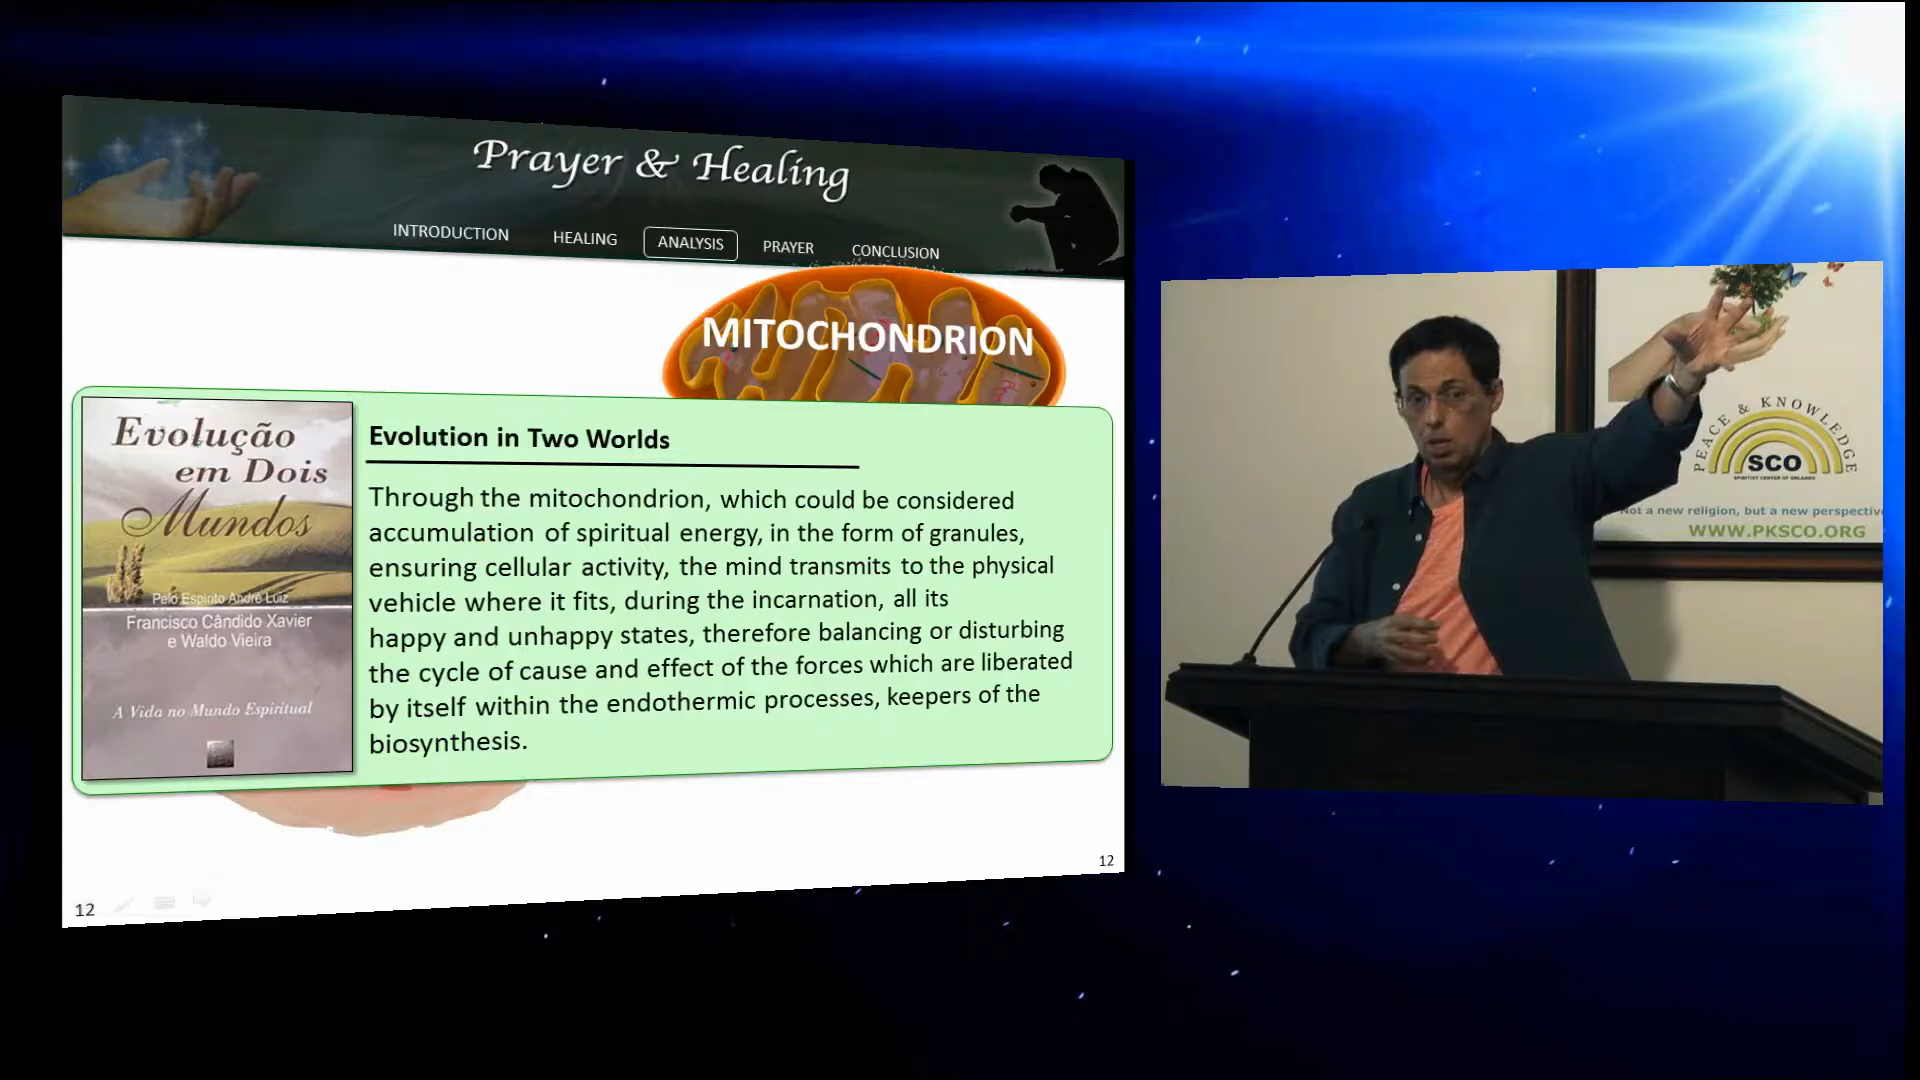 Prayer & Healing
INTRODUCTION
HEALING
ANALYSIS
PRAYER
CONCLUSION
MITOCHONDRION
Evolução
em Dois
Mundos
Pelo Espírito André Luiz
Francisco Cândido Xavier
e Waldo Vieira
A Vida no Mundo Espiritual
Evolution in Two Worlds
Through the mitochondrion, which could be considered
accumulation of spiritual energy, in the form of granules,
ensuring cellular activity, the mind transmits to the physical
vehicle where it fits, during the incarnation, all its
happy and unhappy states, therefore balancing or disturbing
the cycle of cause and effect of the forces which are liberated
by itself within the endothermic processes, keepers of the
biosynthesis.
12
12
PEACE & KNOWLEDGE
SCO
SPIRITIST CENTER OF ORLANDO
Not a new religion, but a new perspective
WWW.PKSCO.ORG